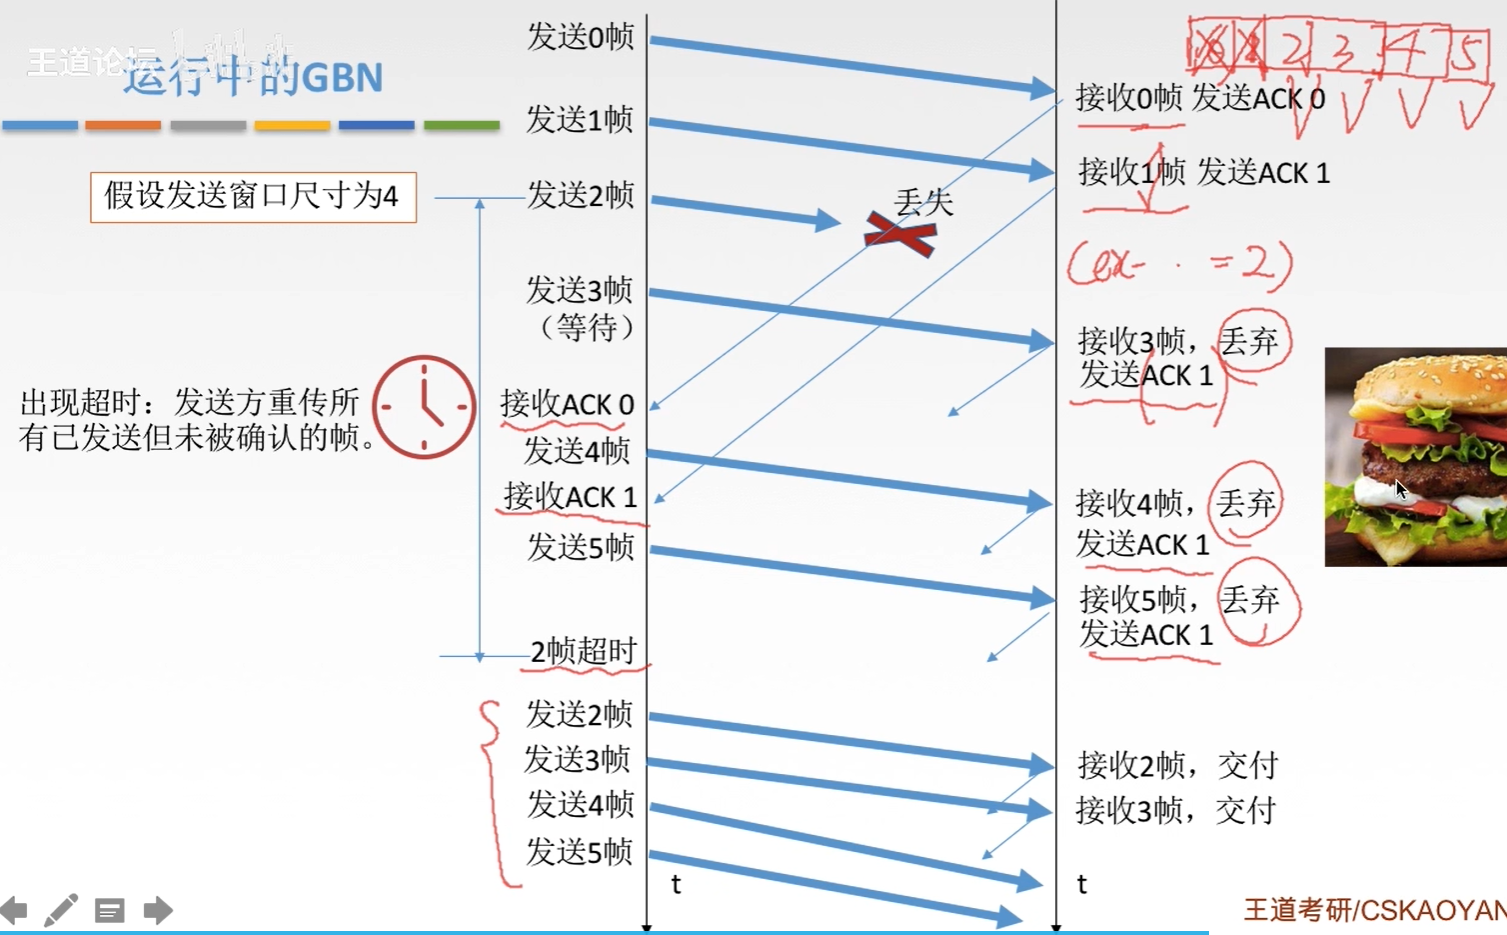 王道论坛
运行中的GBN
假设发送窗口尺寸为4
出现超时：发送方重传所
有已发送但未被确认的帧。
发送0帧
发送1帧
发送2帧
发送3帧
（等待）
接收ACK 0
发送4帧
接收ACK 1
发送5帧
2帧超时
发送2帧
发送3帧
发送4帧
发送5帧
t
丢失
2 3 4 5
接收0帧 发送ACK 0
接收1帧 发送ACK 1
(ex- · = 2)
接收3帧，丢弃
发送ACK 1
接收4帧，丢弃
发送ACK 1
接收5帧，丢弃
发送ACK 1
接收2帧，交付
接收3帧，交付
t
王道考研/CSKAOYAN